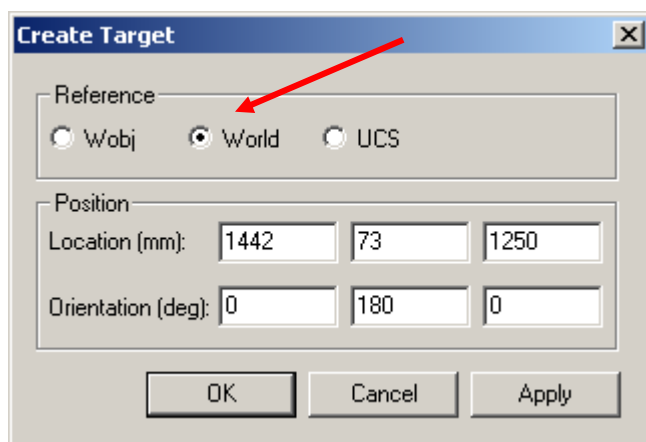 Create Target
Reference
Wobj World UCS
Position
Location (mm): 1442 73 1250
Orientation (deg): 0 180 0
OK Cancel Apply